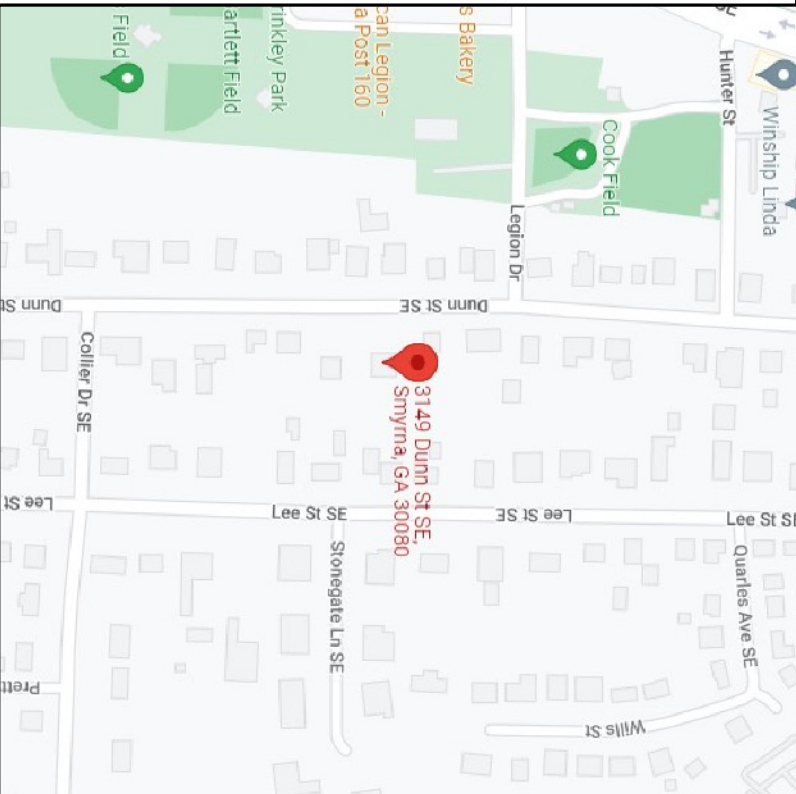 Field
artlett Field
rinkley Park
can Legion -
a Post 160
s Bakery
Cook Field
Hunter St
Winship Linda
Legion Dr
Dunn St
Dunn St SE
Collier Dr SE
3149 Dunn St SE,
Smyrna, GA 30080
Lee St
Lee St SE
Lee St SE
Lee St SE
Stonegate Ln SE
Quarles Ave SE
Prett
Wills St